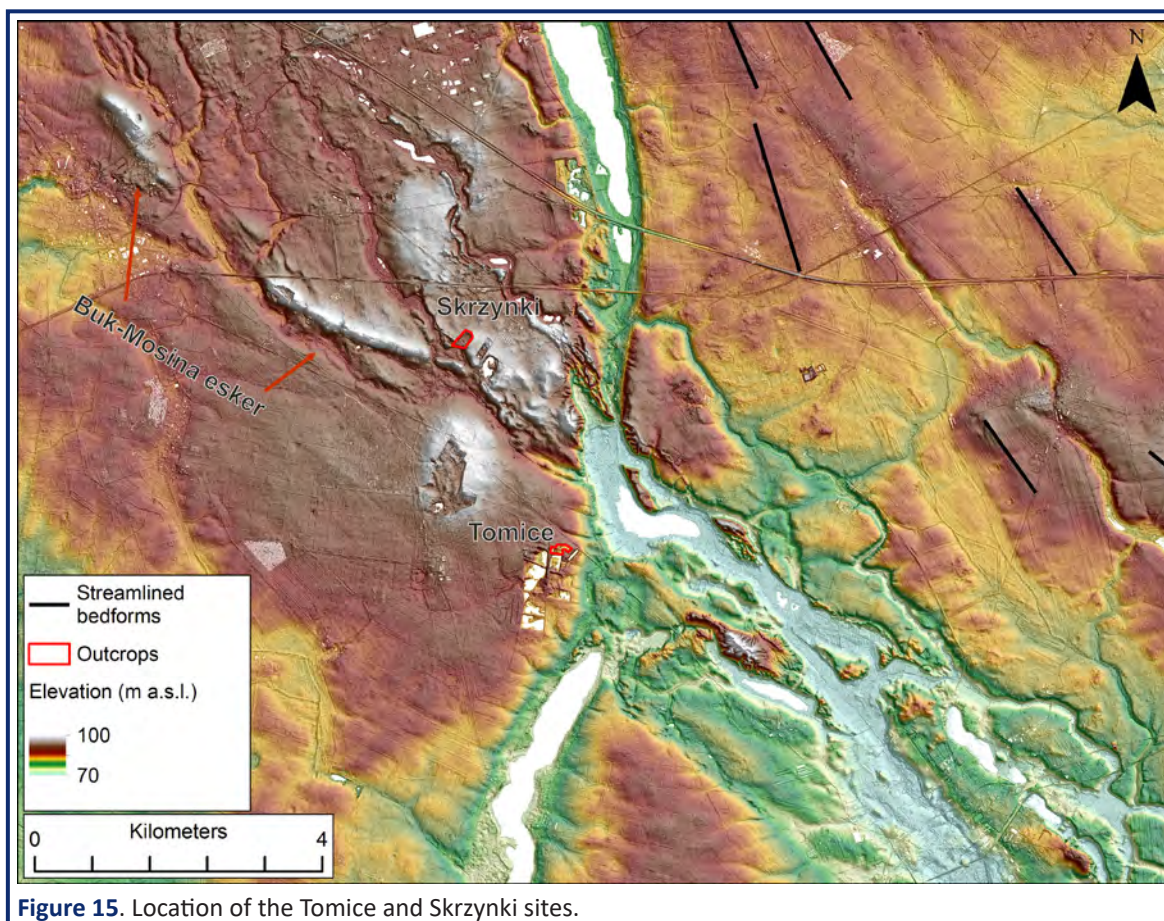 N
Skrzynki
Buk-Mosina esker
Tomice
Streamlined
bedforms
Outcrops
Elevation (m a.s.l.)
100
70
Kilometers
0 4
Figure 15. Location of the Tomice and Skrzynki sites.